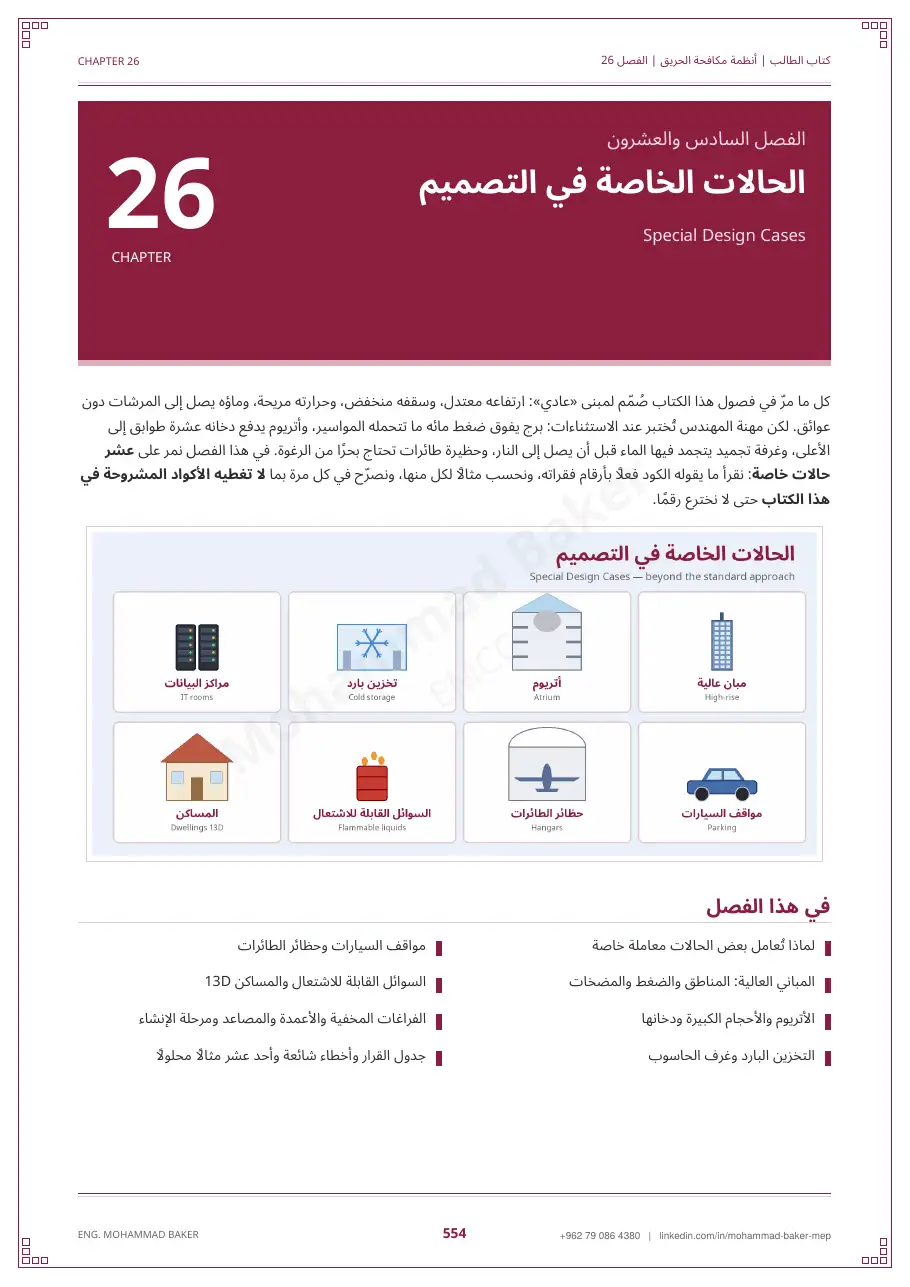 كتاب الطالب | أنظمة مكافحة الحريق | الفصل 26
CHAPTER 26
الفصل السادس والعشرون
الحالات الخاصة في التصميم
Special Design Cases
26
CHAPTER
كل ما مرّ في فصول هذا الكتاب صُمّم لمبنى «عادي»: ارتفاعه معتدل، وسقفه منخفض، وحرارته مريحة، وماؤه يصل إلى المرشات دون
عوائق. لكن مهنة المهندس تُختبر عند الاستثناءات: برج يفوق ضغط مائه ما تتحمله المواسير، وأتريوم يدفع دخانه عشرة طوابق إلى
الأعلى، وغرفة تجميد يتجمد فيها الماء قبل أن يصل إلى النار، وحظيرة طائرات تحتاج بحرًا من الرغوة. في هذا الفصل نمر على عشر
حالات خاصة: نقرأ ما يقوله الكود فعلًا بأرقام فقراته، ونحسب مثالًا لكل منها، ونصرّح في كل مرة بما لا تغطيه الأكواد المشروحة في
هذا الكتاب حتى لا نخترع رقمًا.
الحالات الخاصة في التصميم
Special Design Cases — beyond the standard approach
مبان عالية
High-rise
أتريوم
Atrium
تخزين بارد
Cold storage
مراكز البيانات
IT rooms
مواقف السيارات
Parking
حظائر الطائرات
Hangars
السوائل القابلة للاشتعال
Flammable liquids
المساكن
Dwellings 13D
Mohammad Baker
في هذا الفصل
لماذا تُعامل بعض الحالات معاملة خاصة
المباني العالية: المناطق والضغط والمضخات
الأتريوم والأحجام الكبيرة ودخانها
التخزين البارد وغرف الحاسوب
مواقف السيارات وحظائر الطائرات
السوائل القابلة للاشتعال والمساكن 13D
الفراغات المخفية والأعمدة والمصاعد ومرحلة الإنشاء
جدول القرار وأخطاء شائعة وأحد عشر مثالًا محلولًا
ENG. MOHAMMAD BAKER
554
+962 79 086 4380 | linkedin.com/in/mohammad-baker-mep